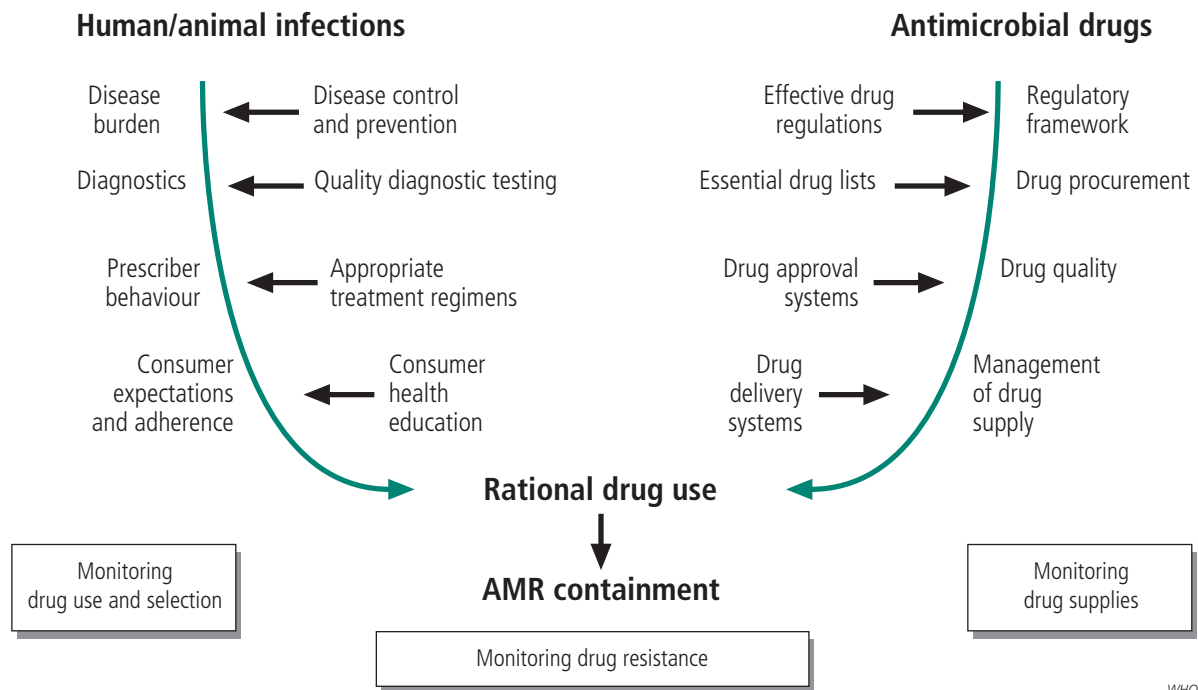 Human/animal infections
Antimicrobial drugs
Disease
burden
Disease control
and prevention
Effective drug
regulations
Regulatory
framework
Diagnostics
Quality diagnostic testing
Essential drug lists
Drug procurement
Prescriber
behaviour
Appropriate
treatment regimens
Drug approval
systems
Drug quality
Consumer
expectations
and adherence
Consumer
health
education
Drug
delivery
systems
Management
of drug
supply
Rational drug use
Monitoring
drug use and selection
AMR containment
Monitoring
drug supplies
Monitoring drug resistance
WHO